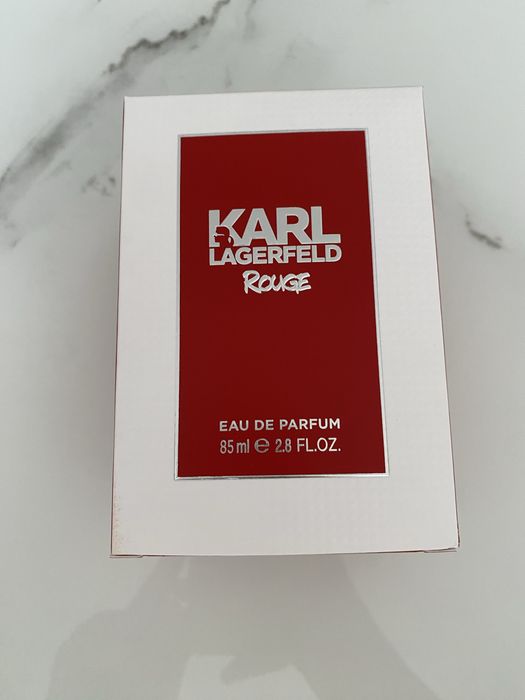 KARL
LAGERFELD
ROUGE
EAU DE PARFUM
85 ml ℮ 2.8 FL.OZ.